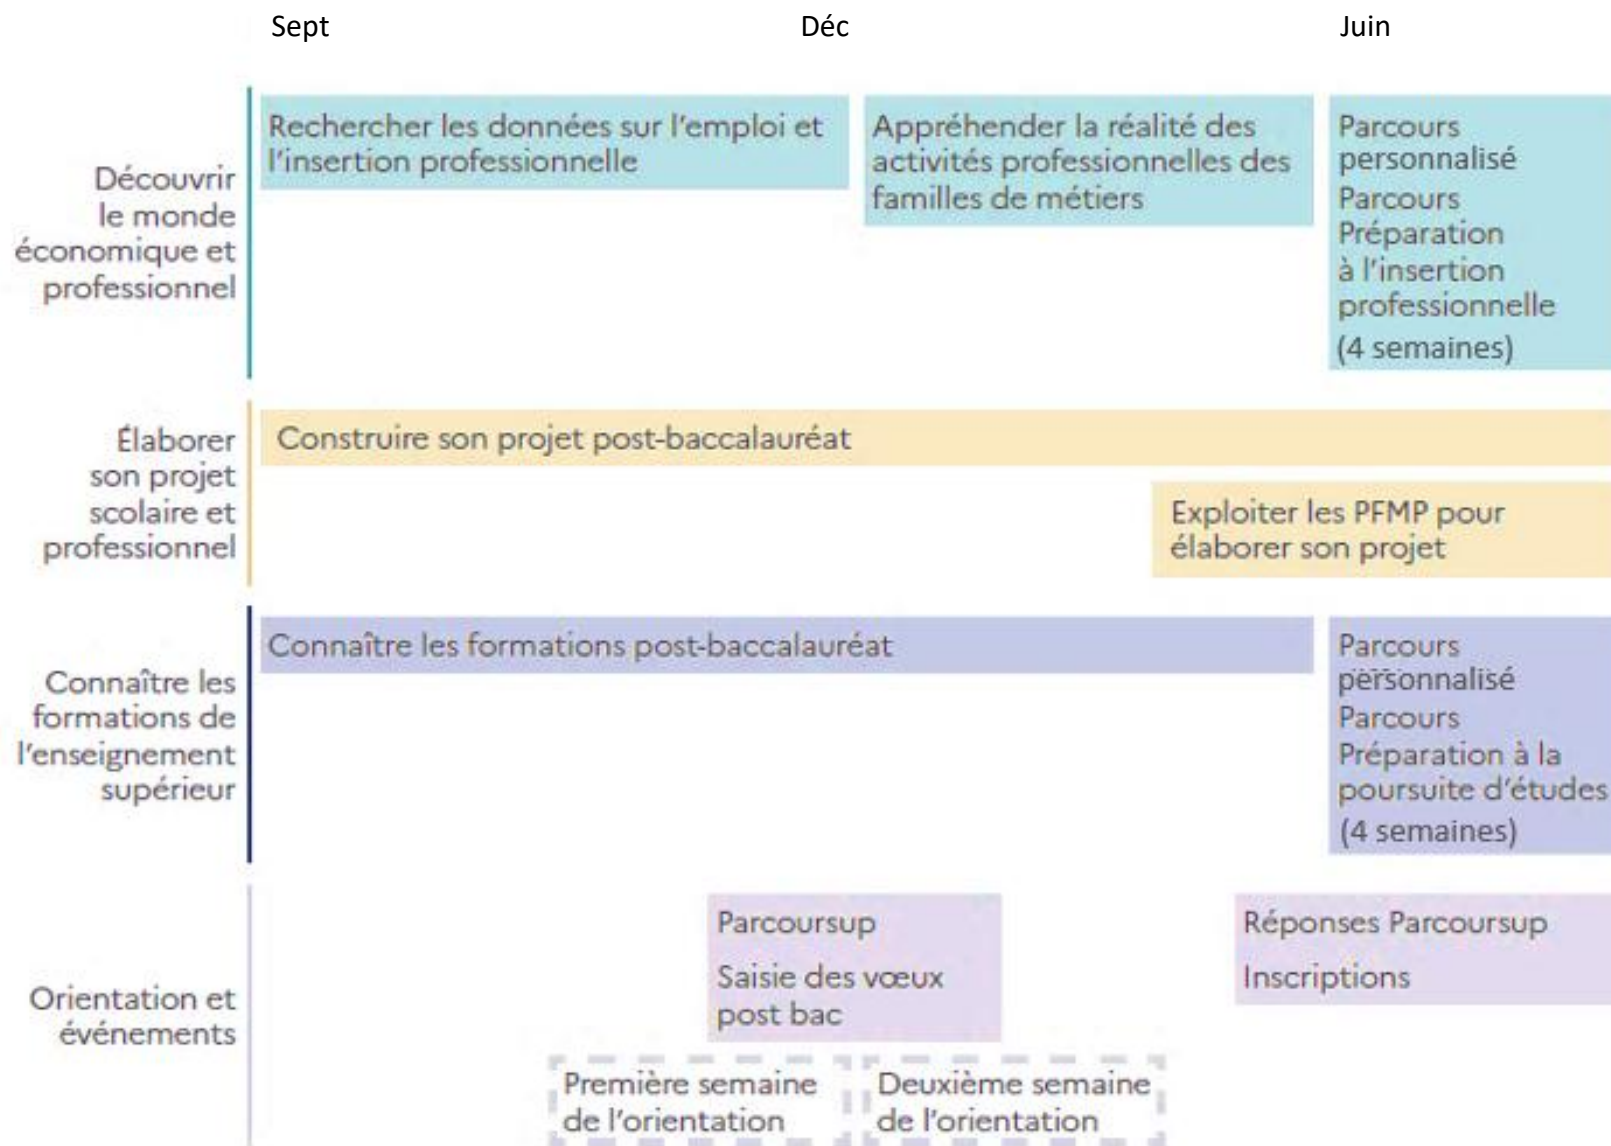 Sept
Déc
Juin
Découvrir
le monde
économique et
professionnel
Rechercher les données sur l'emploi et
l'insertion professionnelle
Appréhender la réalité des
activités professionnelles des
familles de métiers
Parcours
personnalisé
Parcours
Préparation
à l'insertion
professionnelle
(4 semaines)
Élaborer
son projet
scolaire et
professionnel
Construire son projet post-baccalauréat
Exploiter les PFMP pour
élaborer son projet
Connaître les
formations de
l'enseignement
supérieur
Connaître les formations post-baccalauréat
Parcours
personnalisé
Parcours
Préparation à la
poursuite d'études
(4 semaines)
Orientation et
événements
Parcoursup
Saisie des vœux
post bac
Réponses Parcoursup
Inscriptions
Première semaine
de l'orientation
Deuxième semaine
de l'orientation